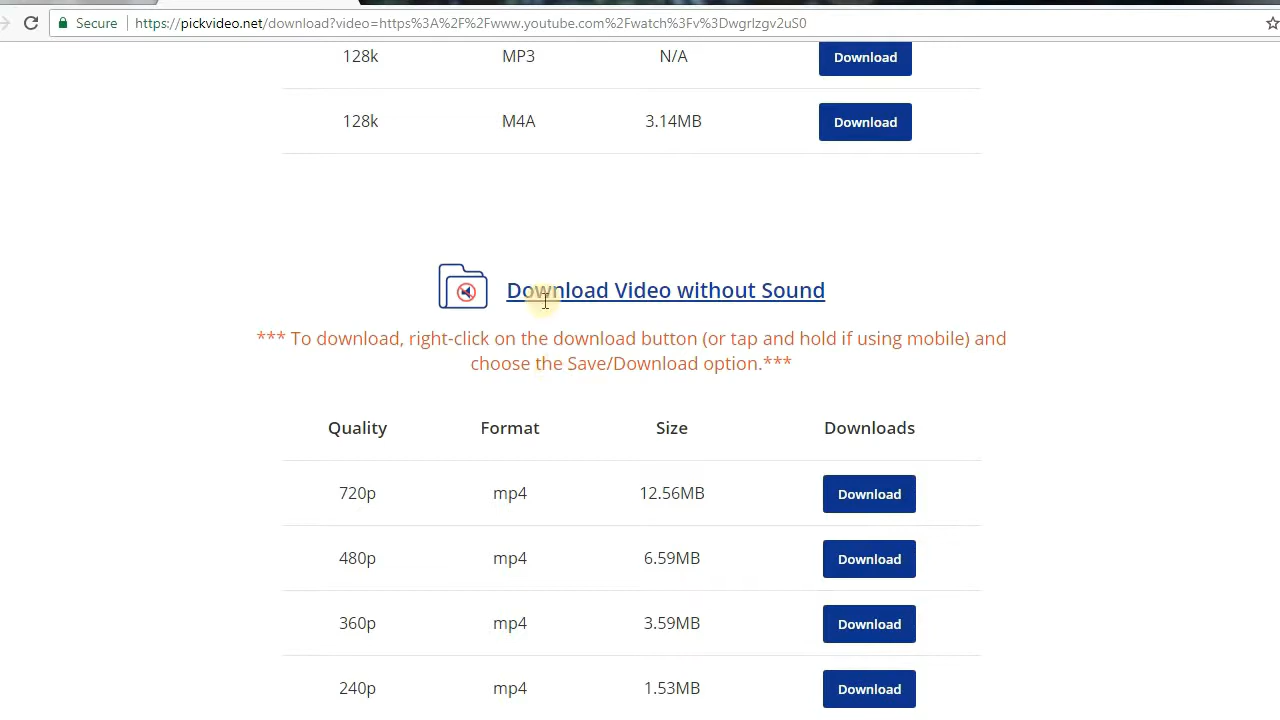 Secure https://pickvideo.net/download?video=https%3A%2F%2Fwww.youtube.com%2Fwatch%3Fv%3Dwgrlzgv2uS0
128k MP3 N/A Download
128k M4A 3.14MB Download
Download Video without Sound
*** To download, right-click on the download button (or tap and hold if using mobile) and
choose the Save/Download option.***
Quality Format Size Downloads
720p mp4 12.56MB Download
480p mp4 6.59MB Download
360p mp4 3.59MB Download
240p mp4 1.53MB Download